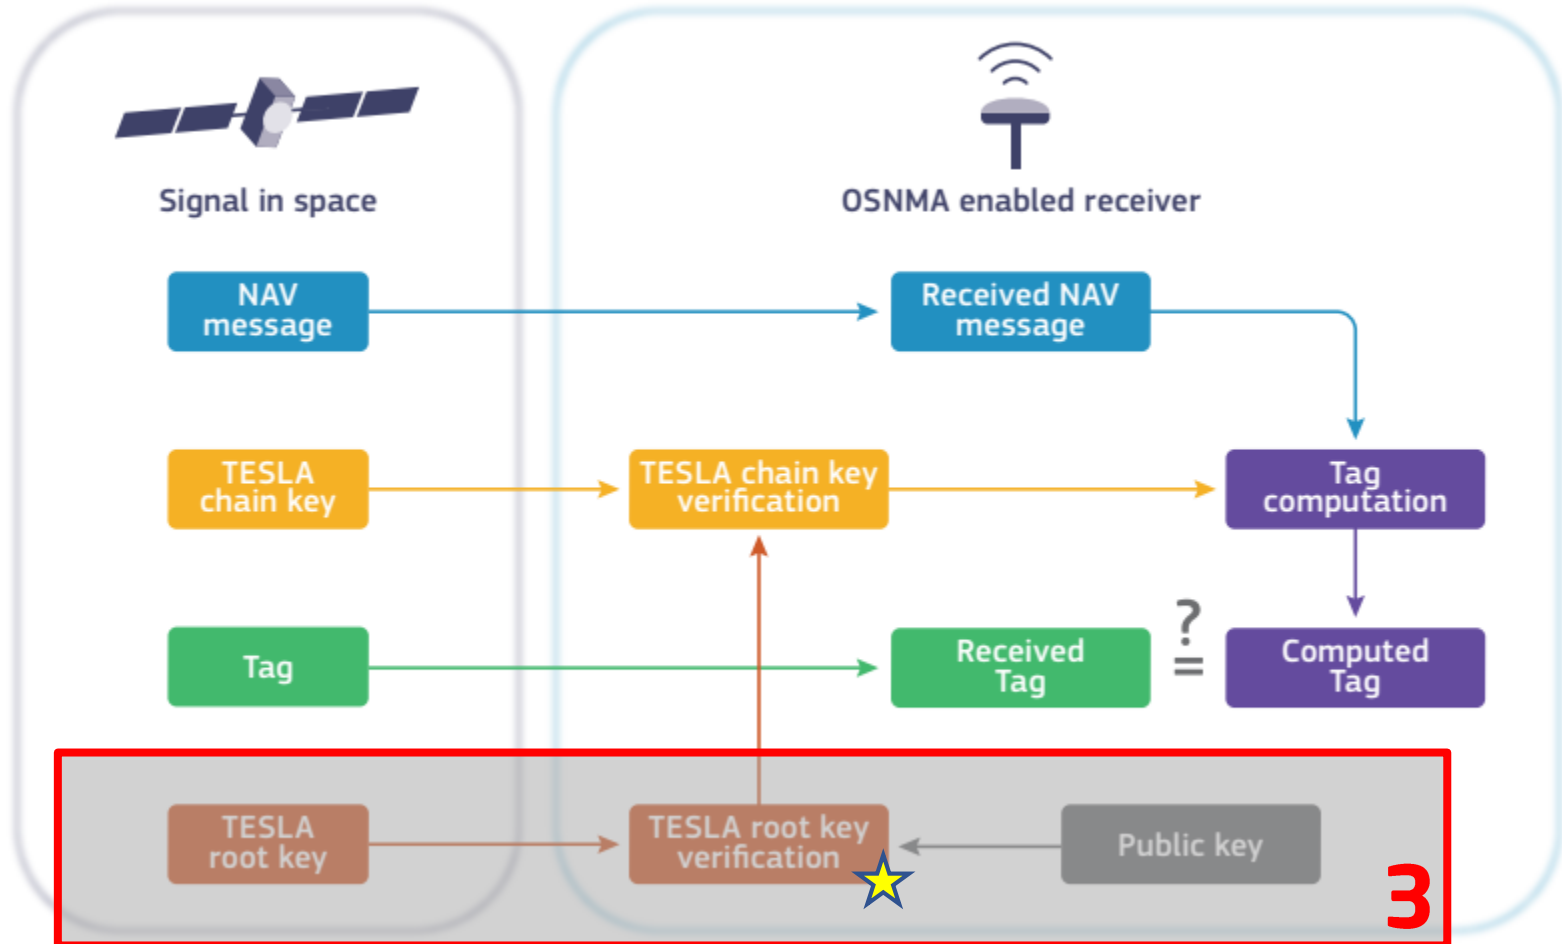 Signal in space
OSNMA enabled receiver
NAV
message
Received NAV
message
TESLA
chain key
TESLA chain key
verification
Tag
computation
Tag
Received
Tag
?
=
Computed
Tag
TESLA
root key
TESLA root key
verification
Public key
3